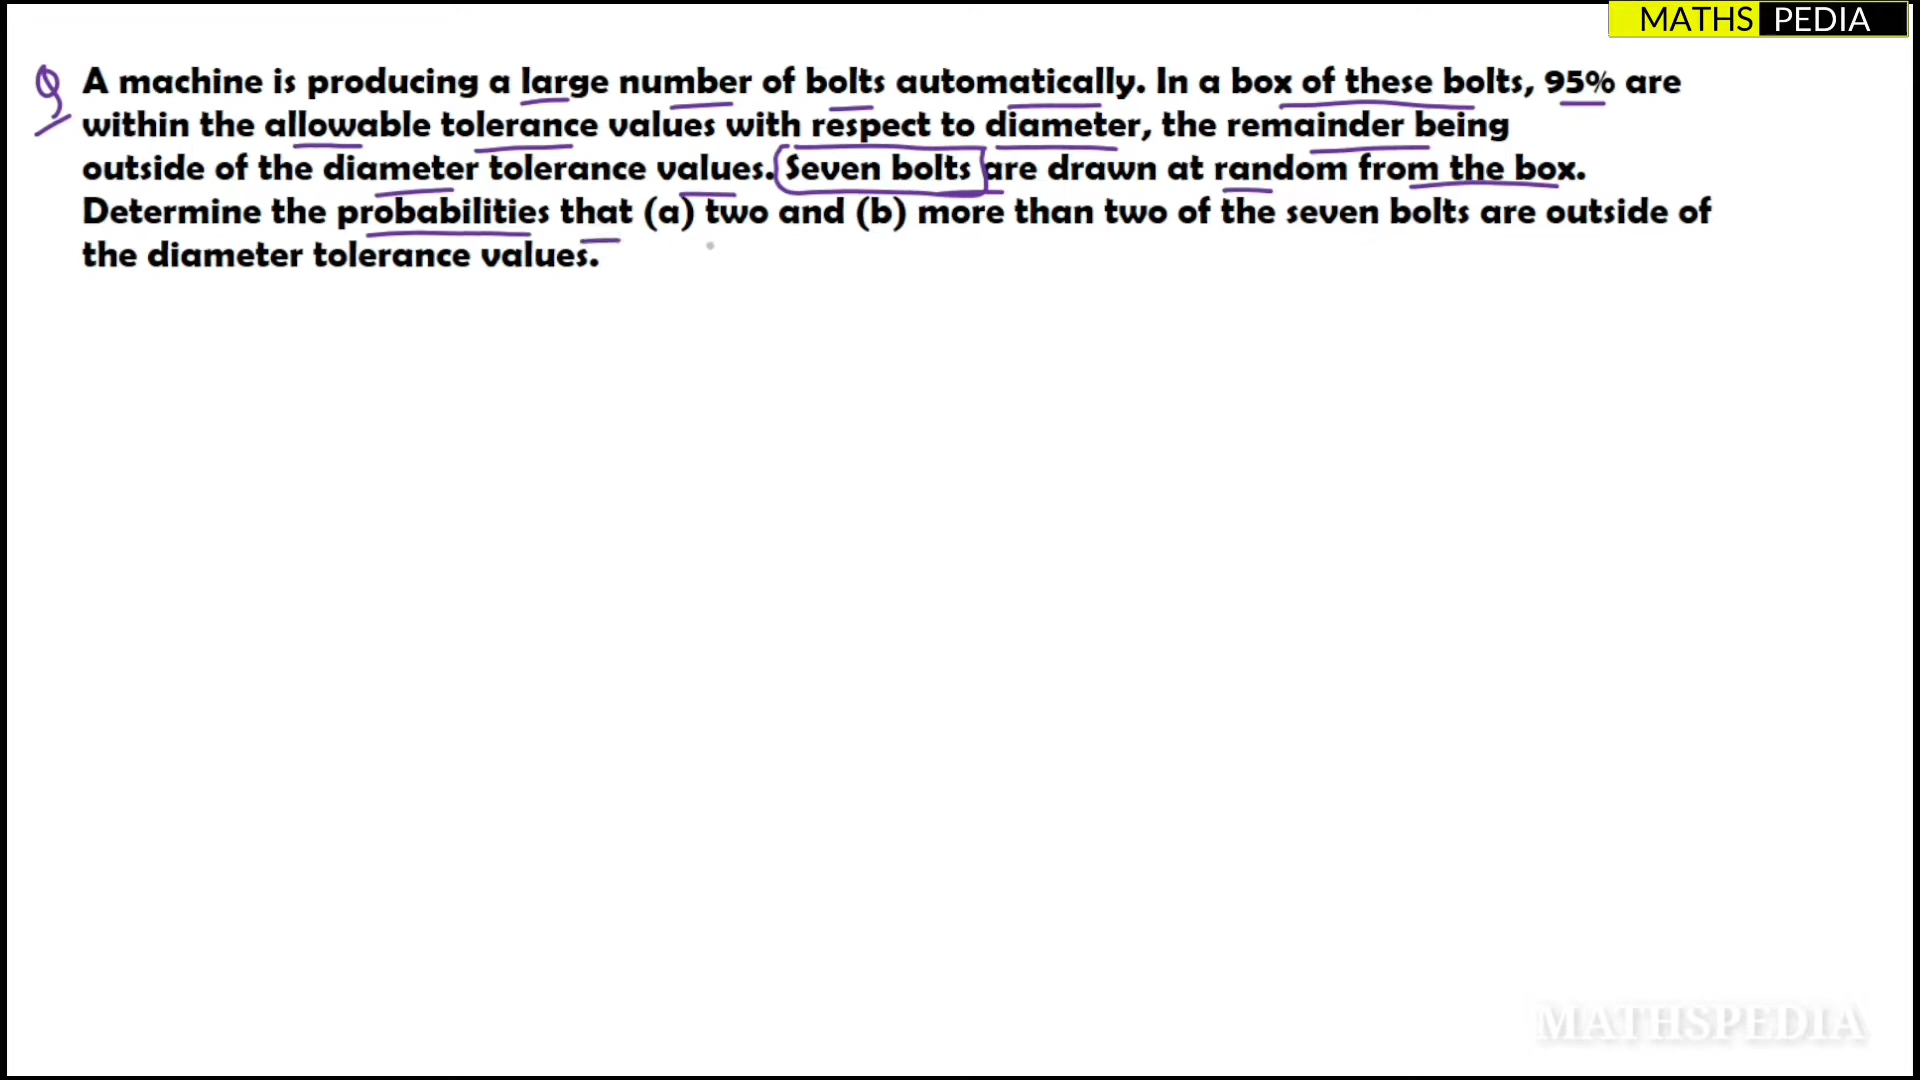 MATHS PEDIA
Q A machine is producing a large number of bolts automatically. In a box of these bolts, 95% are
within the allowable tolerance values with respect to diameter, the remainder being
outside of the diameter tolerance values. Seven bolts are drawn at random from the box.
Determine the probabilities that (a) two and (b) more than two of the seven bolts are outside of
the diameter tolerance values.
MATHSPEDIA